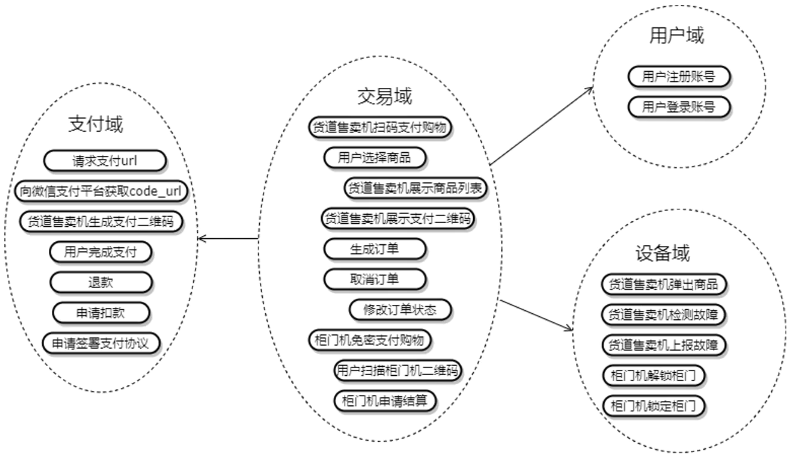 支付域
请求支付url
向微信支付平台获取code_url
货道售卖机生成支付二维码
用户完成支付
退款
申请扣款
申请签署支付协议
交易域
货道售卖机扫码支付购物
用户选择商品
货道售卖机展示商品列表
货道售卖机展示支付二维码
生成订单
取消订单
修改订单状态
柜门机免密支付购物
用户扫描柜门机二维码
柜门机申请结算
用户域
用户注册账号
用户登录账号
设备域
货道售卖机弹出商品
货道售卖机检测故障
货道售卖机上报故障
柜门机解锁柜门
柜门机锁定柜门